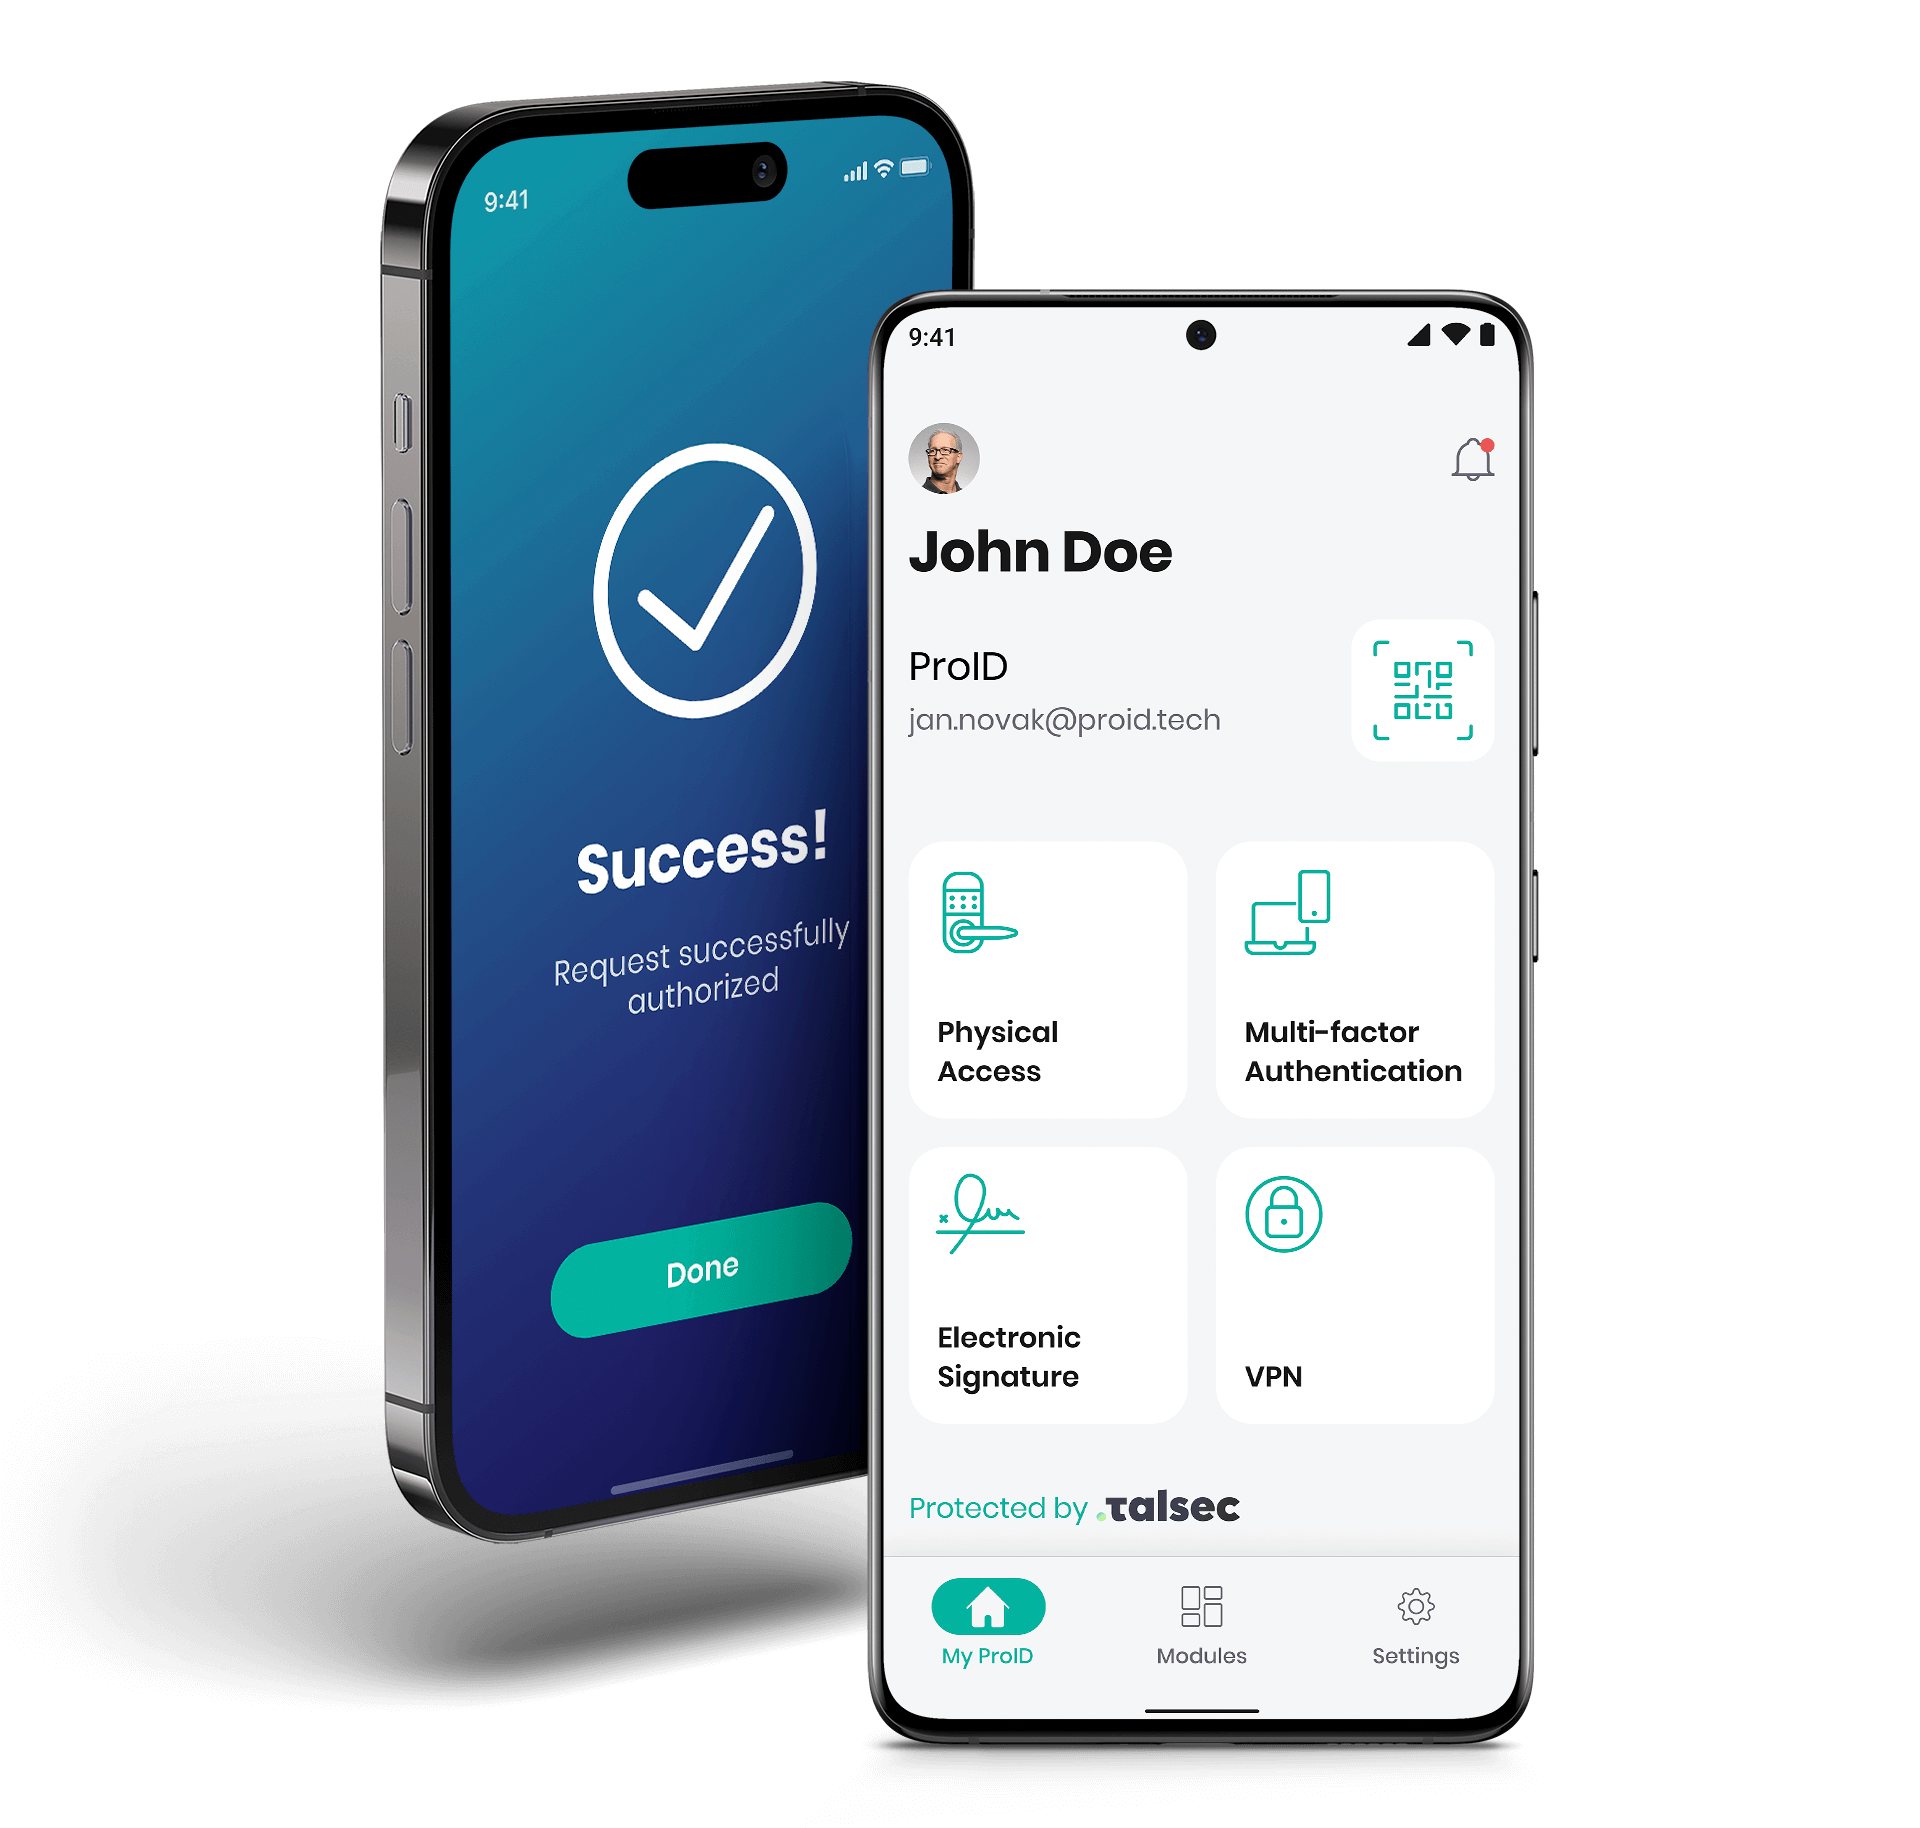 9:41
Success!
Request successfully
authorized
Done
9:41
John Doe
ProID
jan.novak@proid.tech
Physical
Access
Multi-factor
Authentication
Electronic
Signature
VPN
Protected by .talsec
My ProID
Modules
Settings